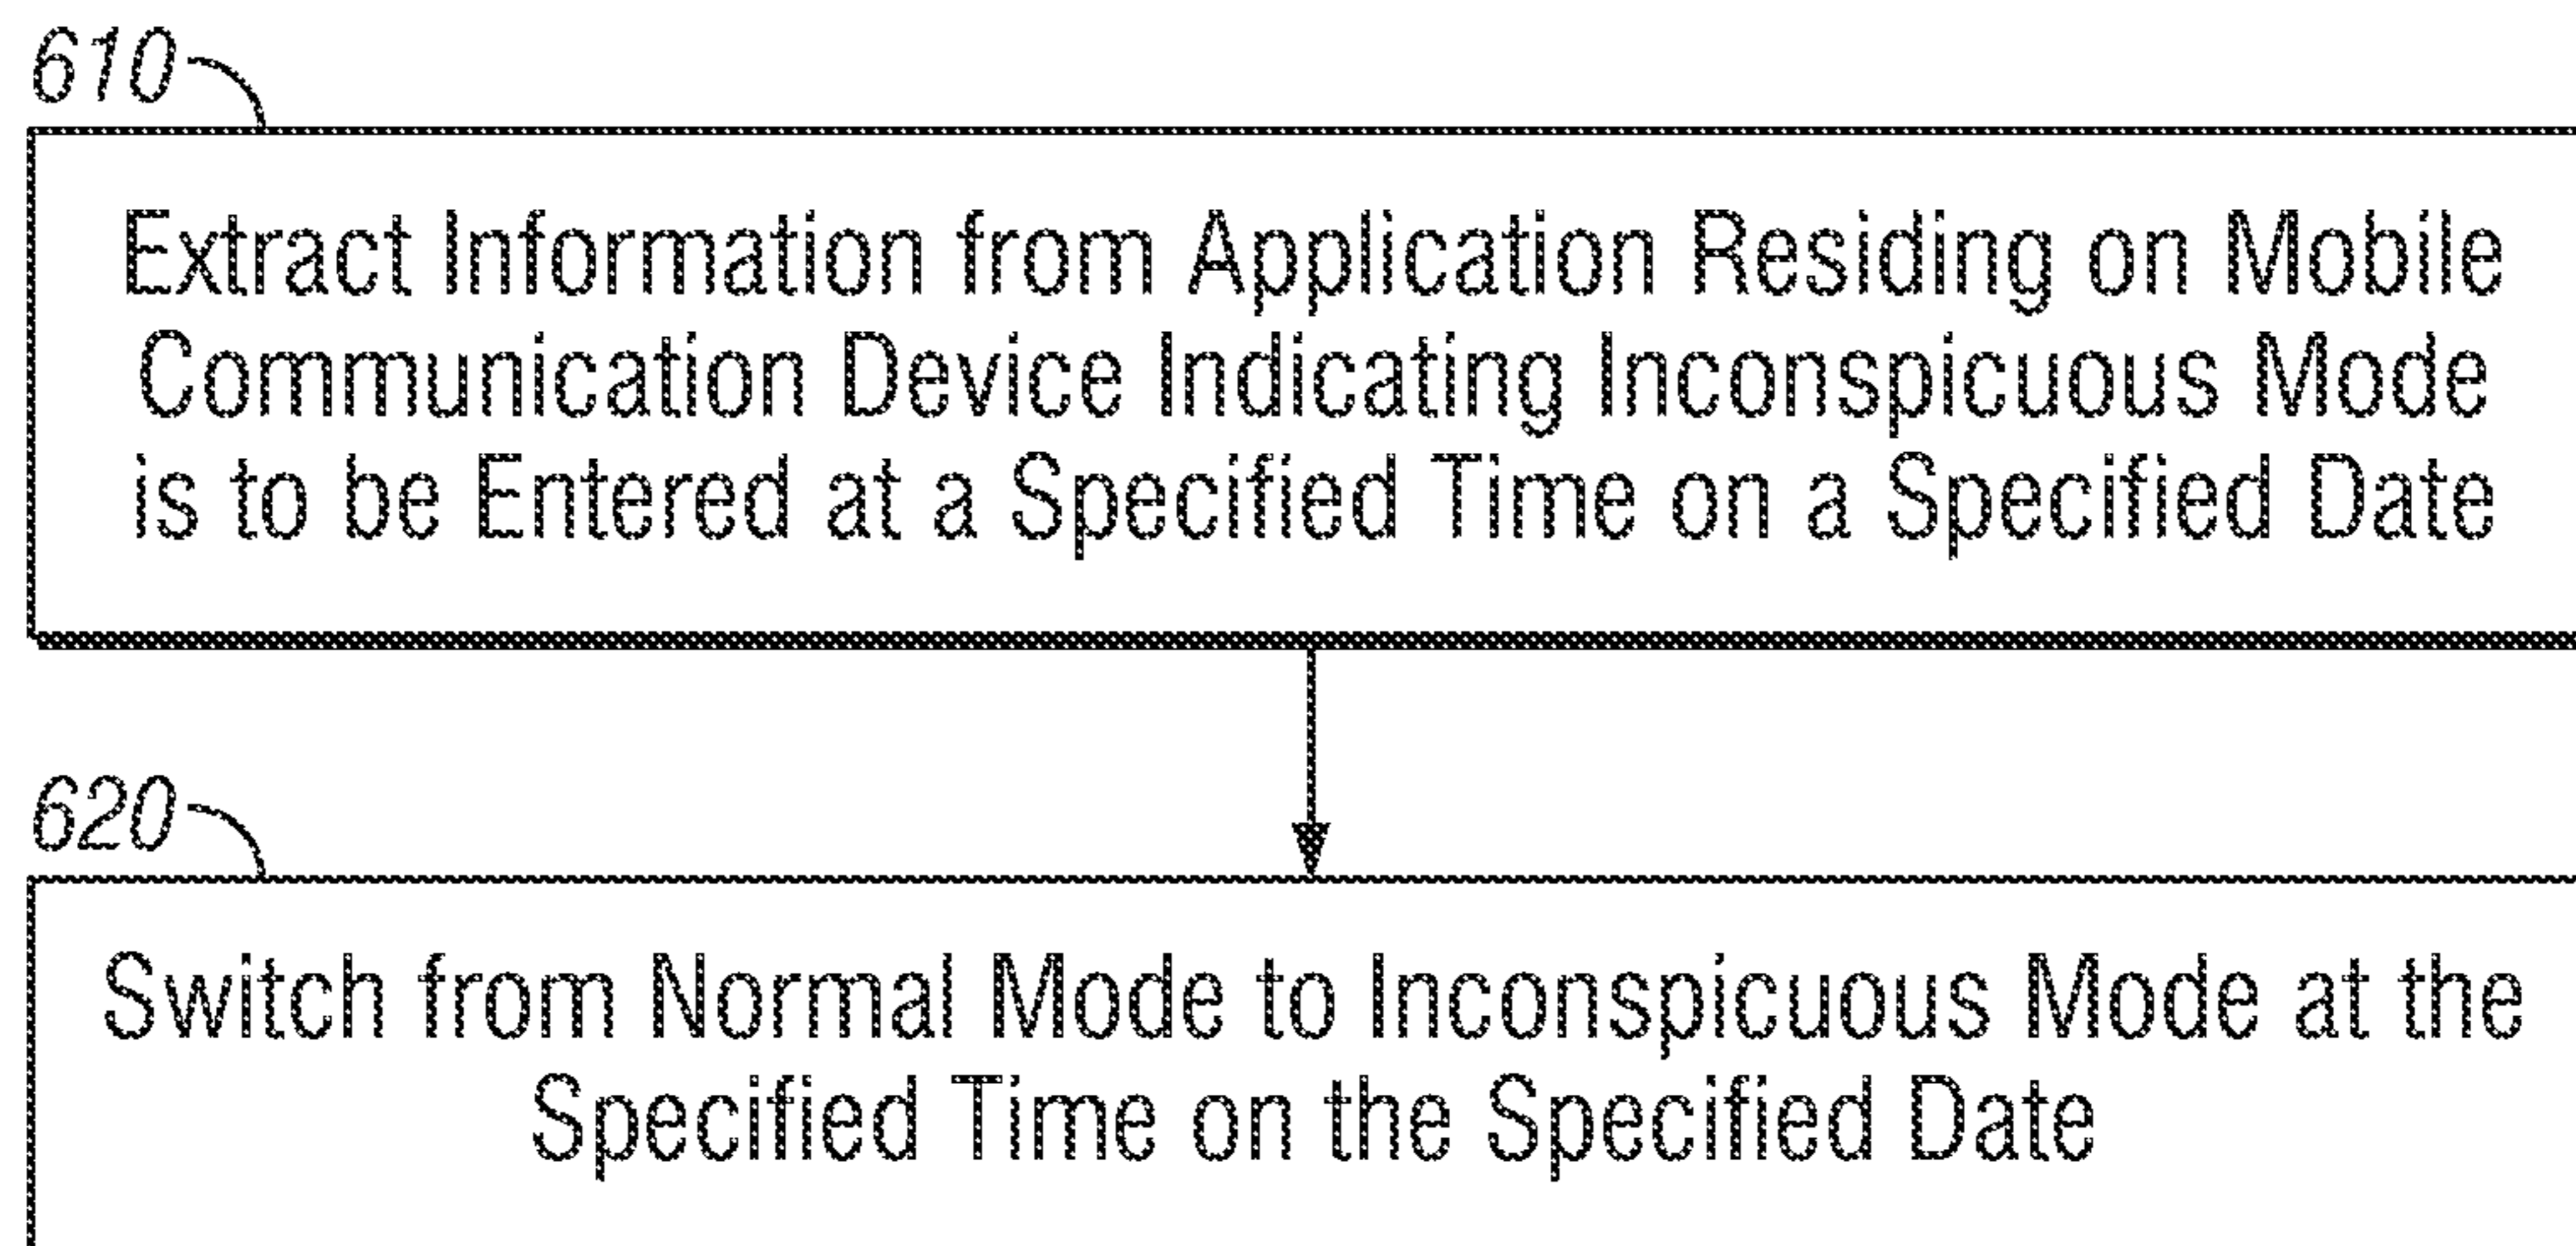 610
Extract Information from Application Residing on Mobile
Communication Device Indicating Inconspicuous Mode
is to be Entered at a Specified Time on a Specified Date
620
Switch from Normal Mode to Inconspicuous Mode at the
Specified Time on the Specified Date